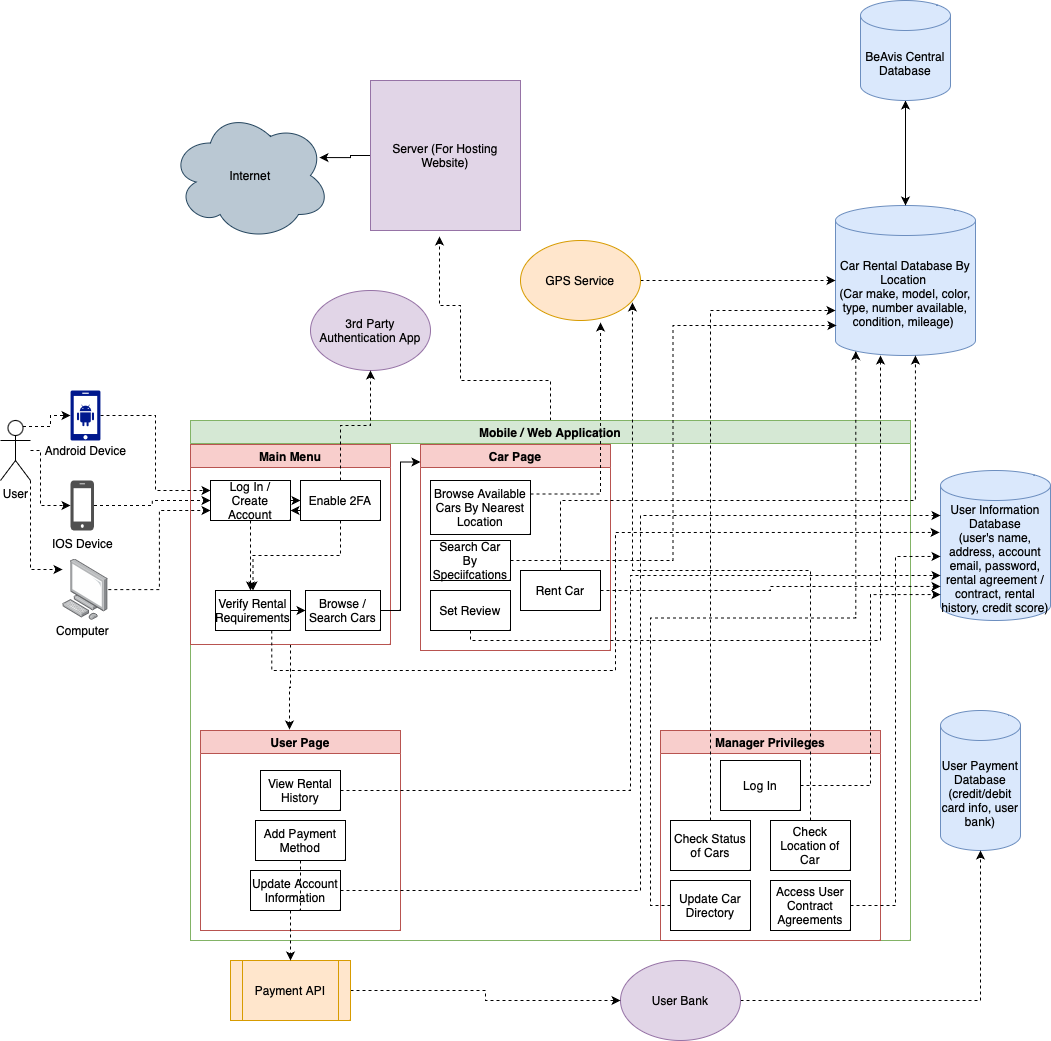 BeAvis Central
Database
Server (For Hosting
Website)
Internet
Car Rental Database By
Location
(Car make, model, color,
type, number available,
condition, mileage)
GPS Service
3rd Party
Authentication App
Android Device
User
IOS Device
Computer
Mobile / Web Application
Main Menu
Log In /
Create
Account
Enable 2FA
Verify Rental
Requirements
Browse /
Search Cars
Car Page
Browse Available
Cars By Nearest
Location
Search Car
By
Speciifcations
Rent Car
Set Review
User Information
Database
(user's name,
address, account
email, password,
rental agreement /
contract, rental
history, credit score)
User Page
View Rental
History
Add Payment
Method
Update Account
Information
Manager Privileges
Log In
Check Status
of Cars
Check
Location of
Car
Update Car
Directory
Access User
Contract
Agreements
User Payment
Database
(credit/debit
card info, user
bank)
Payment API
User Bank